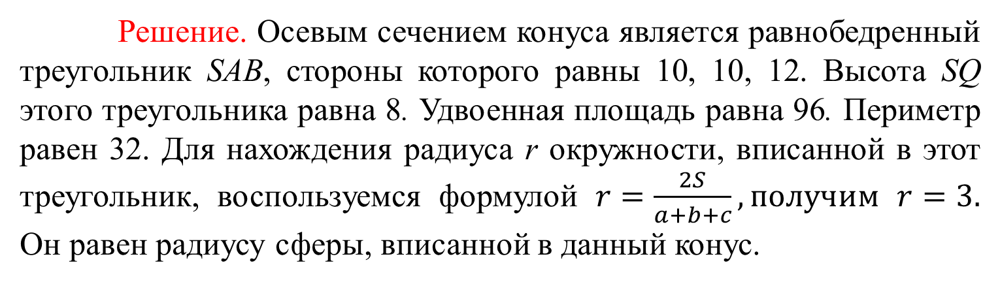 Решение. Осевым сечением конуса является равнобедренный
треугольник SAB, стороны которого равны 10, 10, 12. Высота SQ
этого треугольника равна 8. Удвоенная площадь равна 96. Периметр
равен 32. Для нахождения радиуса r окружности, вписанной в этот
треугольник, воспользуемся формулой r = \frac{2S}{a+b+c}, получим r = 3.
Он равен радиусу сферы, вписанной в данный конус.